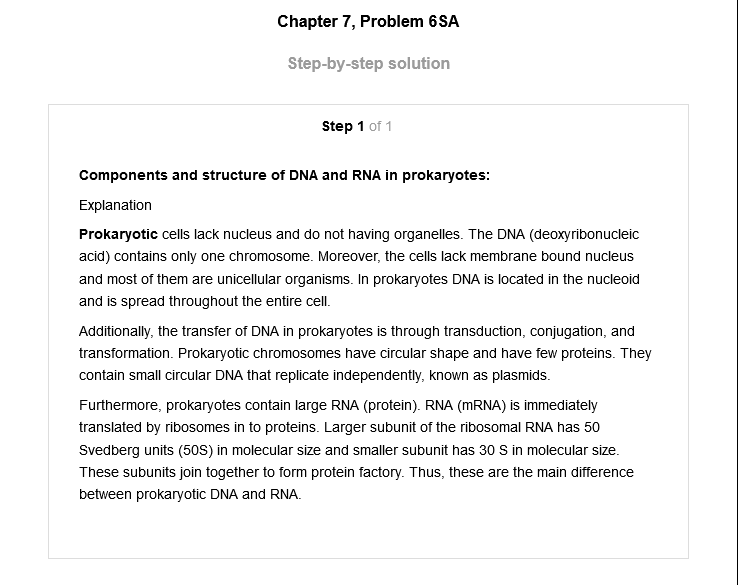 Chapter 7, Problem 6SA
Step-by-step solution
Step 1 of 1
Components and structure of DNA and RNA in prokaryotes:
Explanation
Prokaryotic cells lack nucleus and do not having organelles. The DNA (deoxyribonucleic
acid) contains only one chromosome. Moreover, the cells lack membrane bound nucleus
and most of them are unicellular organisms. In prokaryotes DNA is located in the nucleoid
and is spread throughout the entire cell.
Additionally, the transfer of DNA in prokaryotes is through transduction, conjugation, and
transformation. Prokaryotic chromosomes have circular shape and have few proteins. They
contain small circular DNA that replicate independently, known as plasmids.
Furthermore, prokaryotes contain large RNA (protein). RNA (mRNA) is immediately
translated by ribosomes in to proteins. Larger subunit of the ribosomal RNA has 50
Svedberg units (50S) in molecular size and smaller subunit has 30 S in molecular size.
These subunits join together to form protein factory. Thus, these are the main difference
between prokaryotic DNA and RNA.